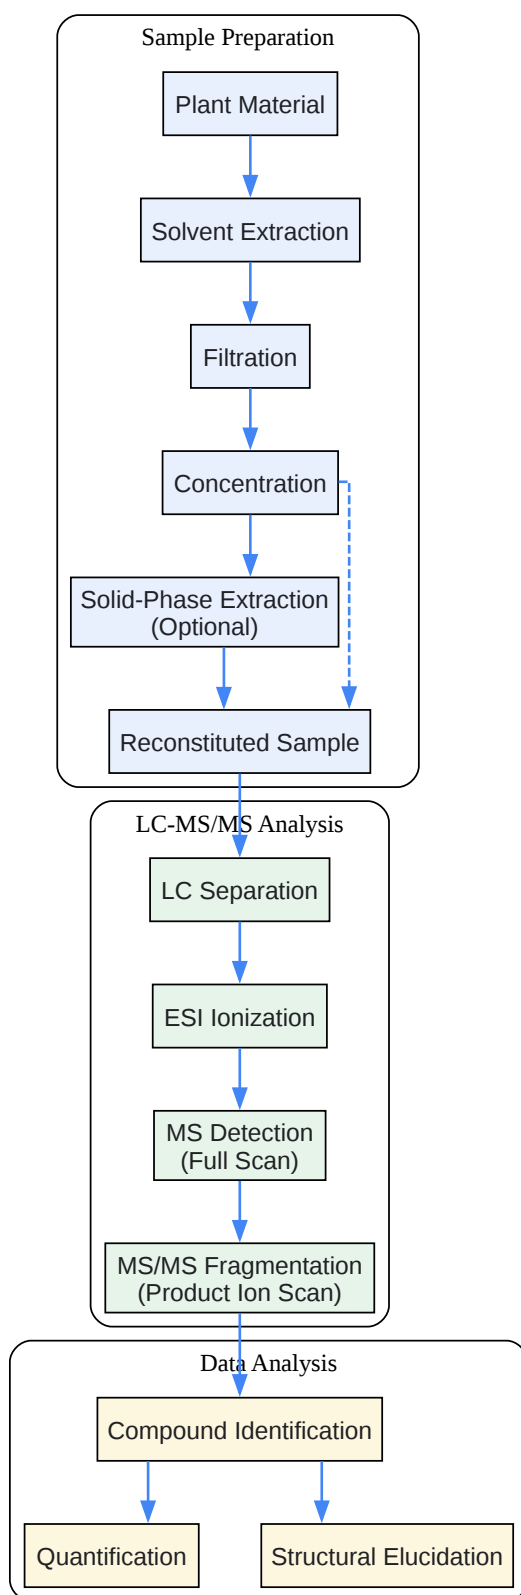 Sample Preparation
Plant Material
Solvent Extraction
Filtration
Concentration
Solid-Phase Extraction
(Optional)
Reconstituted Sample
LC-MS/MS Analysis
LC Separation
ESI Ionization
MS Detection
(Full Scan)
MS/MS Fragmentation
(Product Ion Scan)
Data Analysis
Compound Identification
Quantification
Structural Elucidation